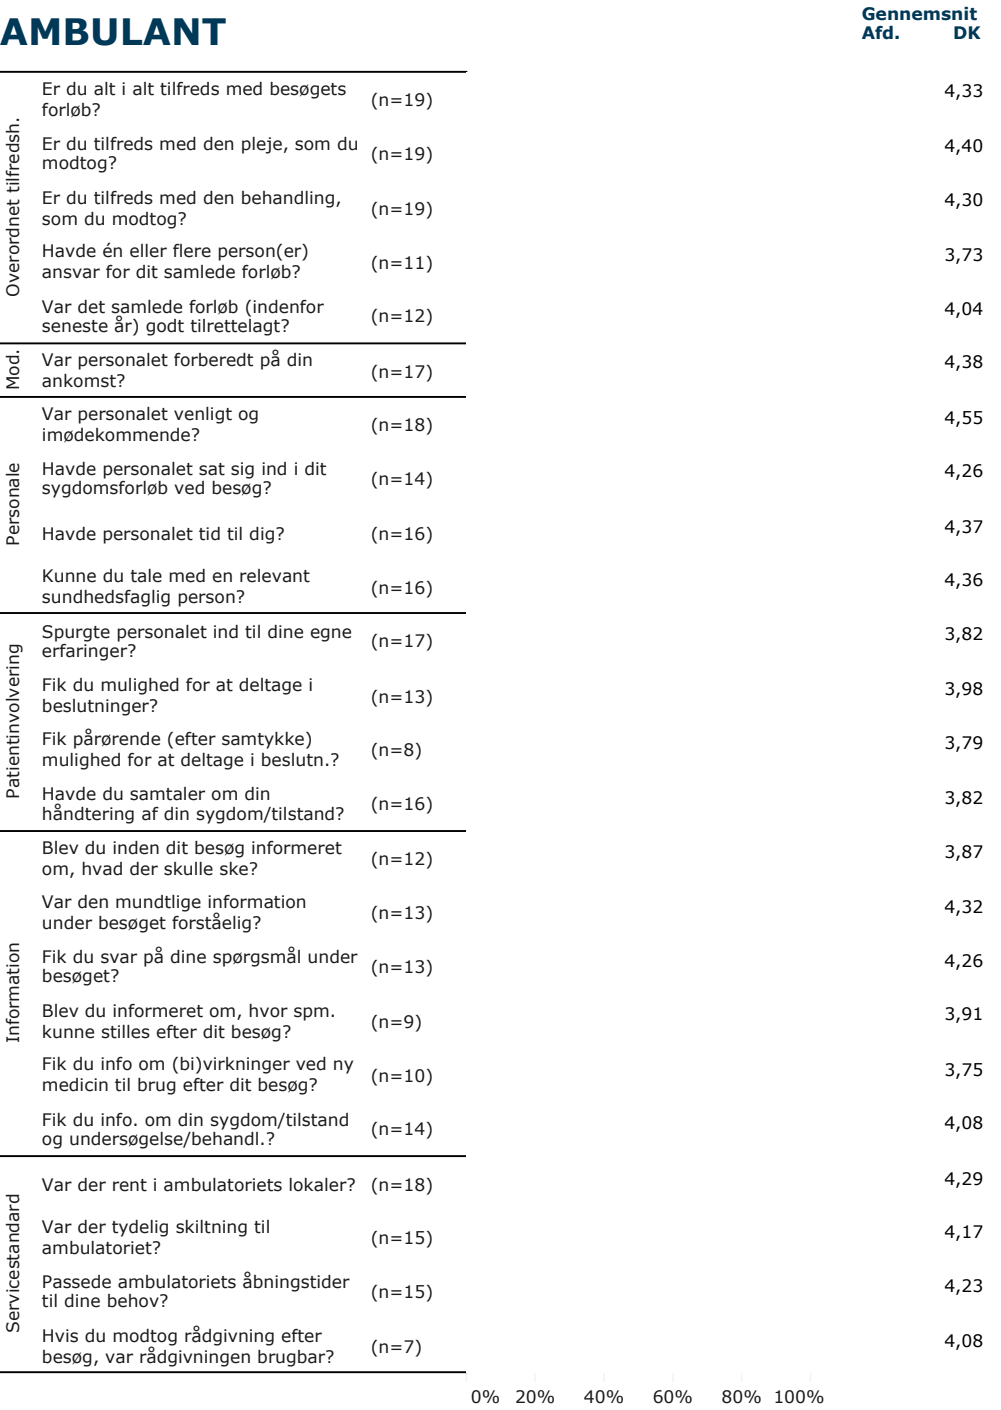 AMBULANT
Gennemsnit
Afd. DK
Overordnet tilfredsh.
Er du alt i alt tilfreds med besøgets
forløb?
(n=19)
4,33
Er du tilfreds med den pleje, som du
modtog?
(n=19)
4,40
Er du tilfreds med den behandling,
som du modtog?
(n=19)
4,30
Havde én eller flere person(er)
ansvar for dit samlede forløb?
(n=11)
3,73
Var det samlede forløb (indenfor
seneste år) godt tilrettelagt?
(n=12)
4,04
Mod.
Var personalet forberedt på din
ankomst?
(n=17)
4,38
Personale
Var personalet venligt og
imødekommende?
(n=18)
4,55
Havde personalet sat sig ind i dit
sygdomsforløb ved besøg?
(n=14)
4,26
Havde personalet tid til dig?
(n=16)
4,37
Kunne du tale med en relevant
sundhedsfaglig person?
(n=16)
4,36
Patientinvolvering
Spurgte personalet ind til dine egne
erfaringer?
(n=17)
3,82
Fik du mulighed for at deltage i
beslutninger?
(n=13)
3,98
Fik pårørende (efter samtykke)
mulighed for at deltage i beslutn.?
(n=8)
3,79
Havde du samtaler om din
håndtering af din sygdom/tilstand?
(n=16)
3,82
Information
Blev du inden dit besøg informeret
om, hvad der skulle ske?
(n=12)
3,87
Var den mundtlige information
under besøget forståelig?
(n=13)
4,32
Fik du svar på dine spørgsmål under
besøget?
(n=13)
4,26
Blev du informeret om, hvor spm.
kunne stilles efter dit besøg?
(n=9)
3,91
Fik du info om (bi)virkninger ved ny
medicin til brug efter dit besøg?
(n=10)
3,75
Fik du info. om din sygdom/tilstand
og undersøgelse/behandl.?
(n=14)
4,08
Servicestandard
Var der rent i ambulatoriets lokaler?
(n=18)
4,29
Var der tydelig skiltning til
ambulatoriet?
(n=15)
4,17
Passede ambulatoriets åbningstider
til dine behov?
(n=15)
4,23
Hvis du modtog rådgivning efter
besøg, var rådgivningen brugbar?
(n=7)
4,08
0% 20% 40% 60% 80% 100%